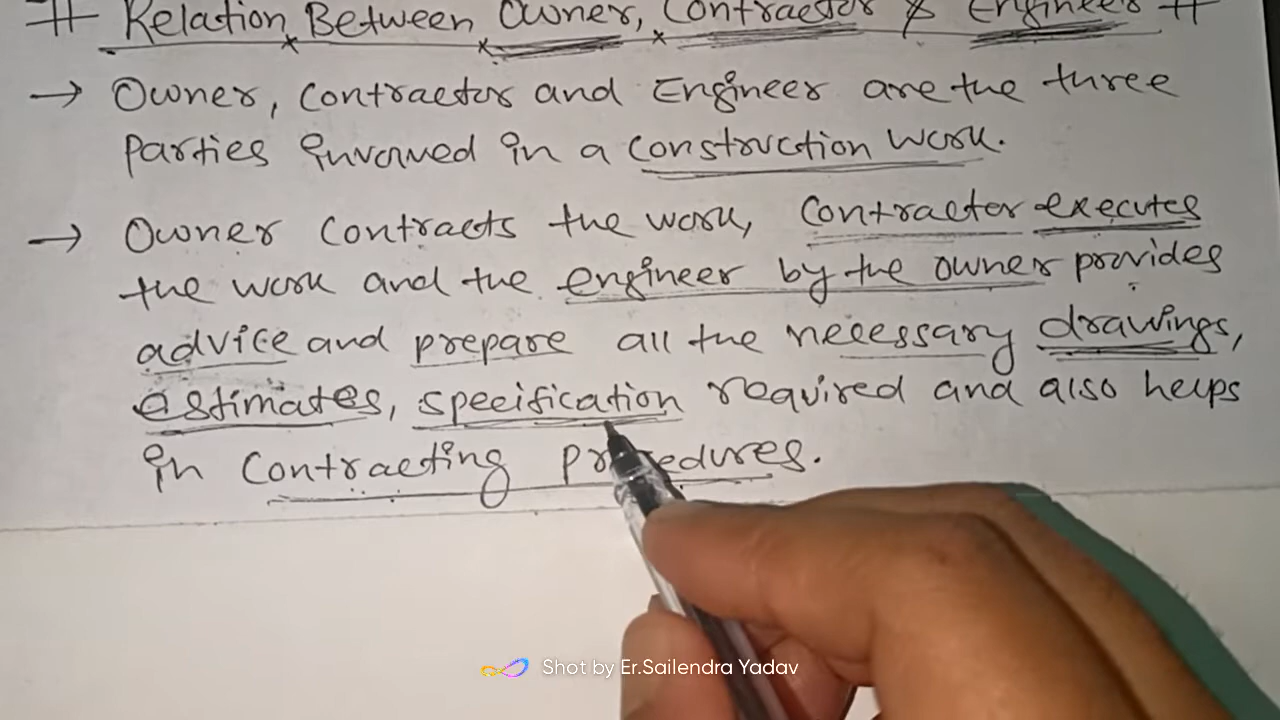 # Relation Between Owner, Contractor & Engineer #
→ Owner, Contractor and Engineer are the three
Parties involved in a Construction Work.
→ Owner Contracts the work, Contractor executes
the work and the engineer by the owner provides
advice and prepare all the necessary drawings,
estimates, specification required and also helps
in Contracting Procedures.
Shot by Er.Sailendra Yadav